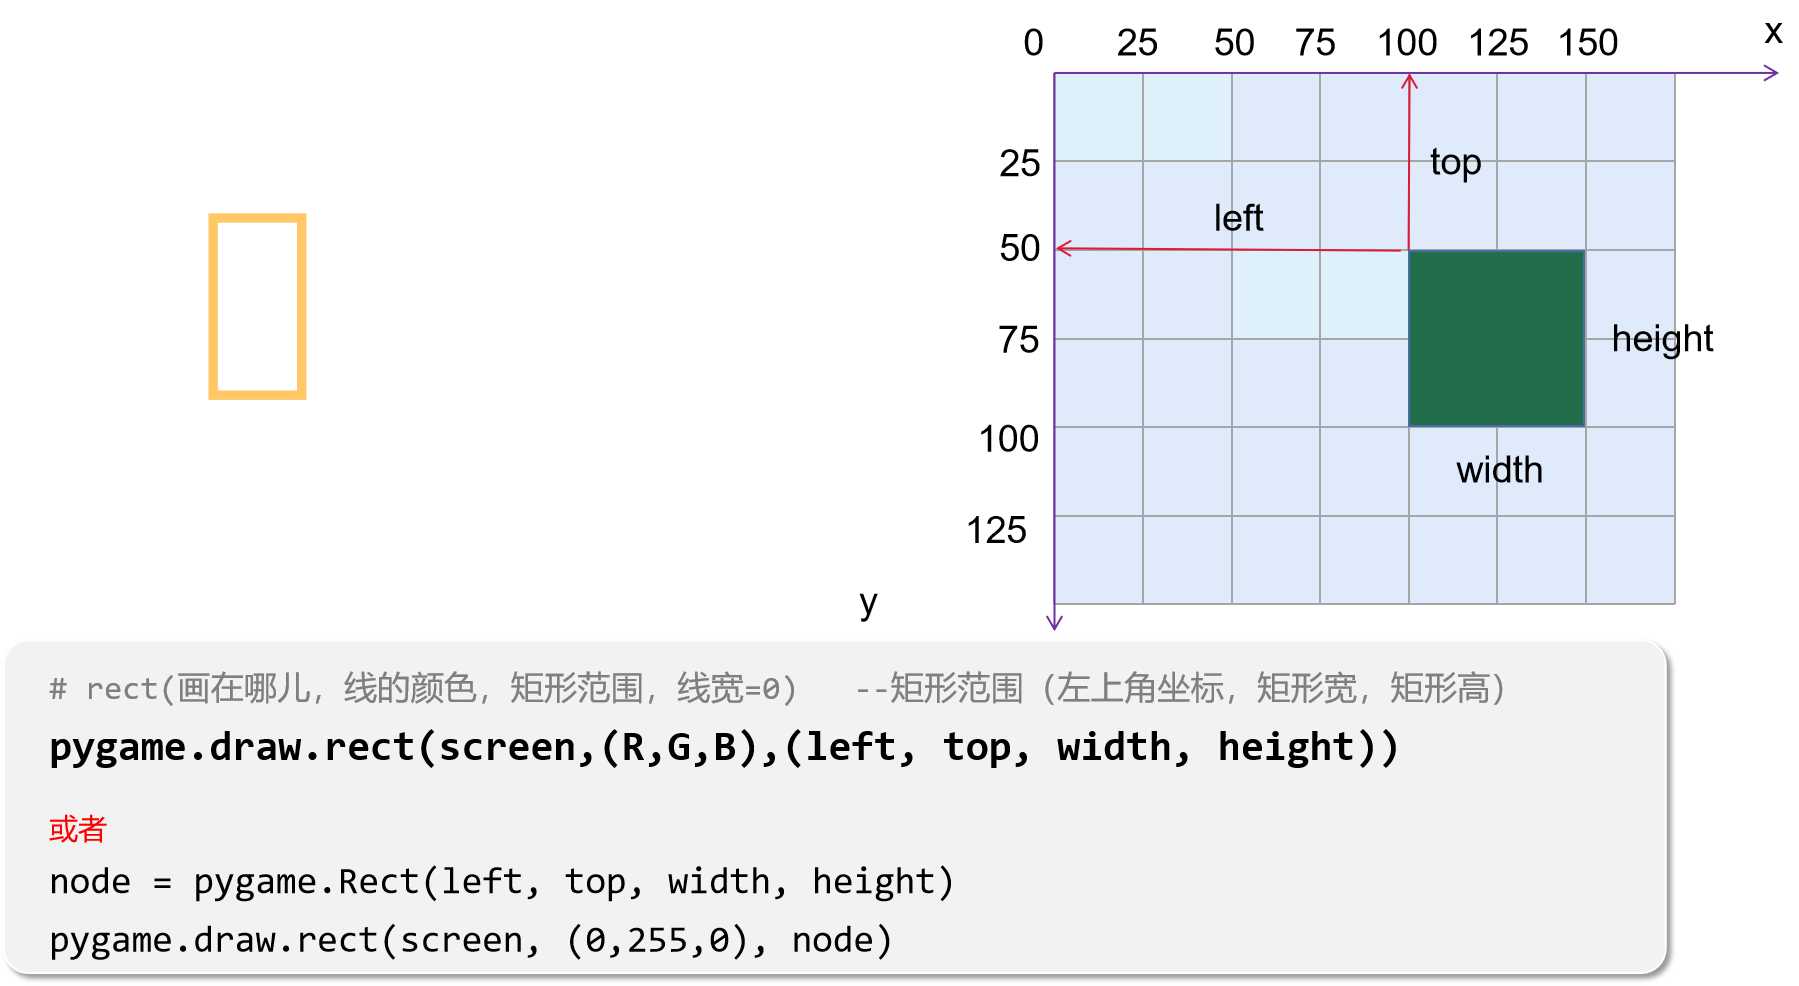 0 25 50 75 100 125 150 x
25
top
left
50
75
height
100
width
125
y
# rect(画在哪儿，线的颜色，矩形范围，线宽=0)   --矩形范围（左上角坐标，矩形宽，矩形高）
pygame.draw.rect(screen,(R,G,B),(left, top, width, height))
或者
node = pygame.Rect(left, top, width, height)
pygame.draw.rect(screen, (0,255,0), node)